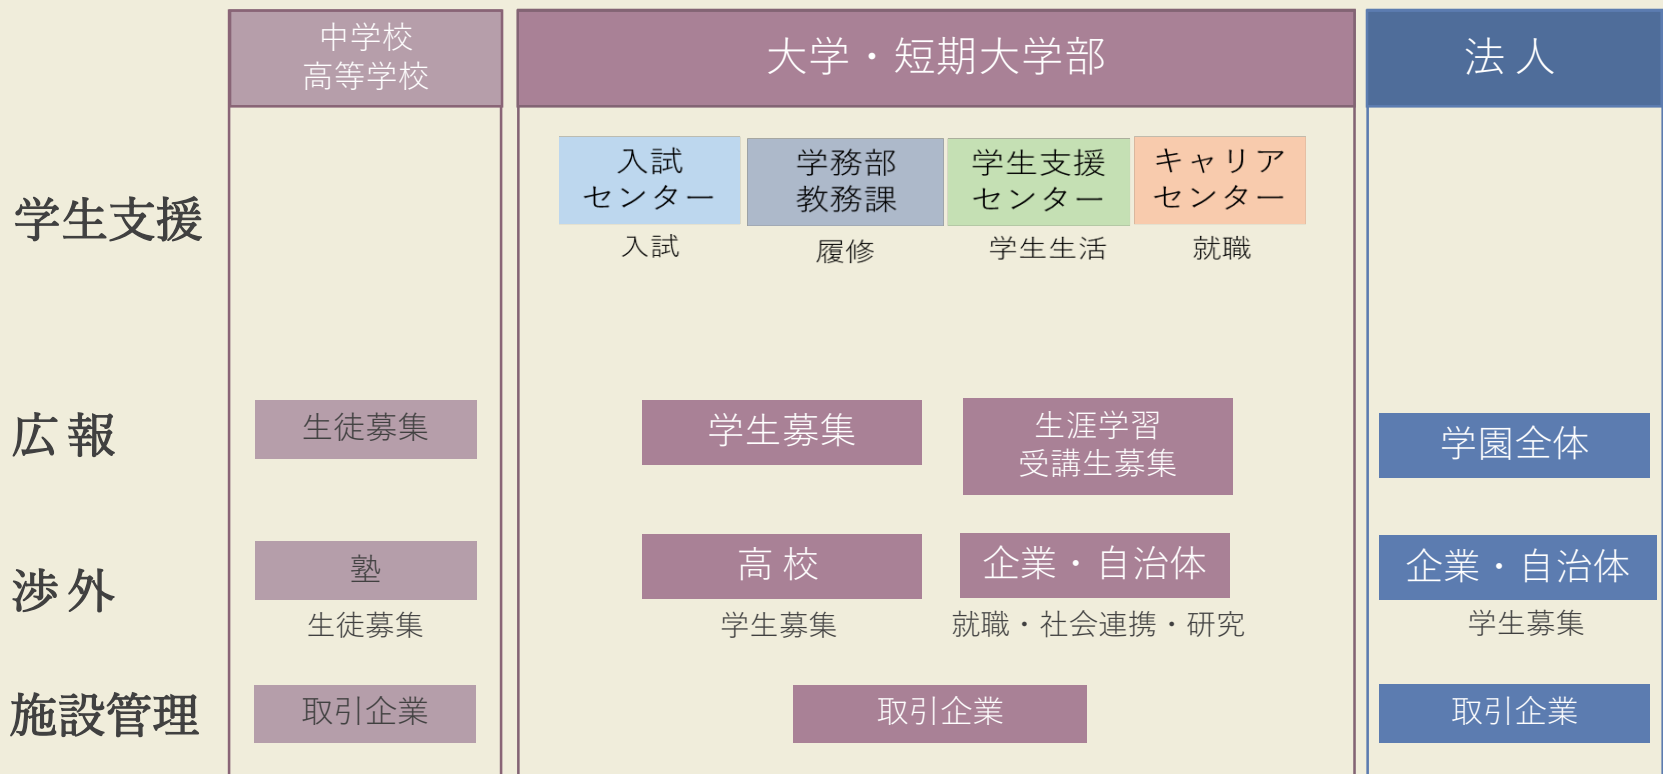 中学校
高等学校
大学・短期大学部
法人
学生支援
入試
センター
学務部
教務課
学生支援
センター
キャリア
センター
入試
履修
学生生活
就職
広報
生徒募集
学生募集
生涯学習
受講生募集
学園全体
渉外
塾
高校
企業・自治体
企業・自治体
生徒募集
学生募集
就職・社会連携・研究
学生募集
施設管理
取引企業
取引企業
取引企業